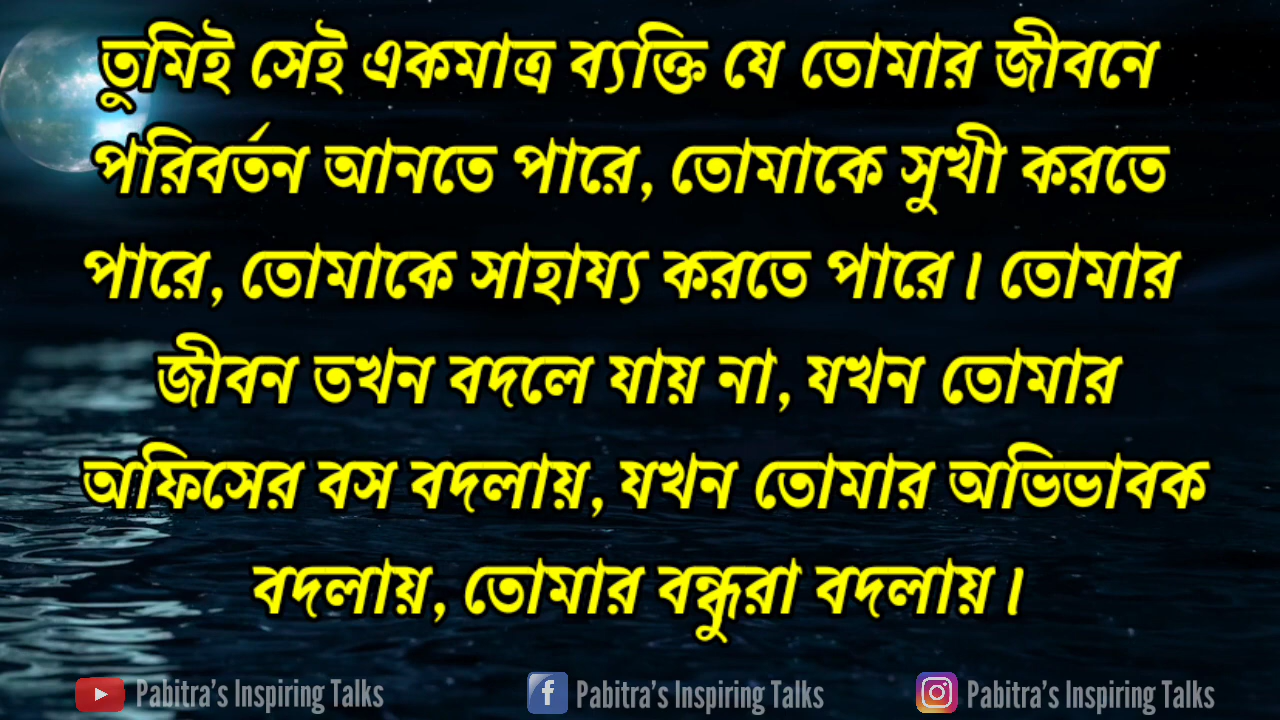 তুমিই সেই একমাত্র ব্যক্তি যে তোমার জীবনে
পরিবর্তন আনতে পারে, তোমাকে সুখী করতে
পারে, তোমাকে সাহায্য করতে পারে। তোমার
জীবন তখন বদলে যায় না, যখন তোমার
অফিসের বস বদলায়, যখন তোমার অভিভাবক
বদলায়, তোমার বন্ধুরা বদলায়।
Pabitra's Inspiring Talks Pabitra's Inspiring Talks Pabitra's Inspiring Talks